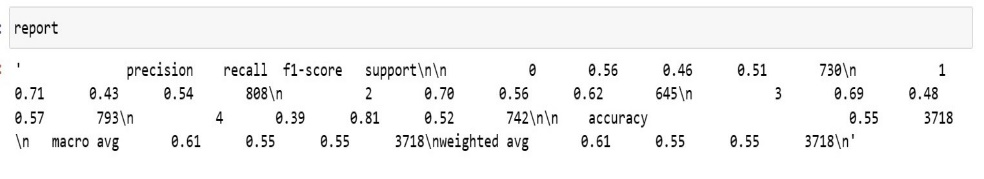 report
'              precision    recall  f1-score   support\n\n           0       0.56      0.46      0.51       730\n           1
0.71      0.43      0.54       808\n           2       0.70      0.56      0.62       645\n           3       0.69      0.48
0.57       793\n           4       0.39      0.81      0.52       742\n\n    accuracy                           0.55      3718
\n   macro avg       0.61      0.55      0.55      3718\nweighted avg       0.61      0.55      0.55      3718\n'